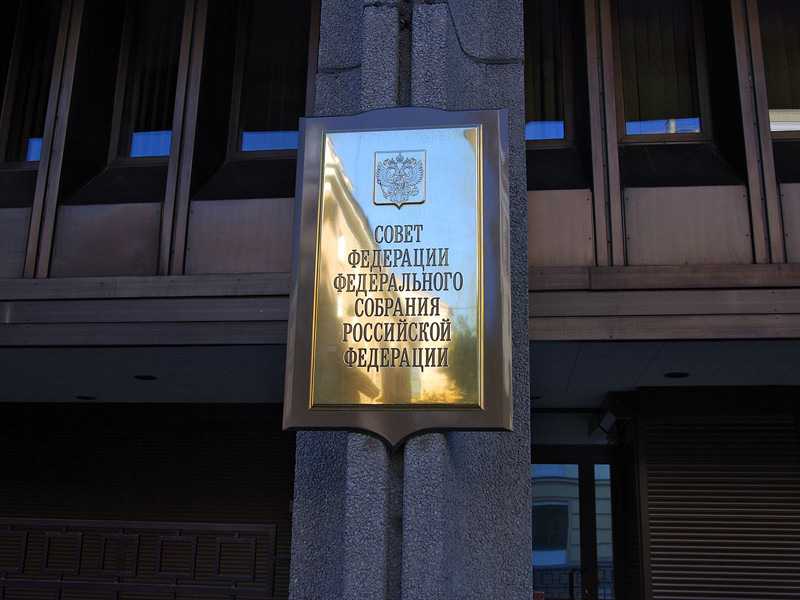 СОВЕТ
ФЕДЕРАЦИИ
ФЕДЕРАЛЬНОГО
СОБРАНИЯ
РОССИЙСКОЙ
ФЕДЕРАЦИИ